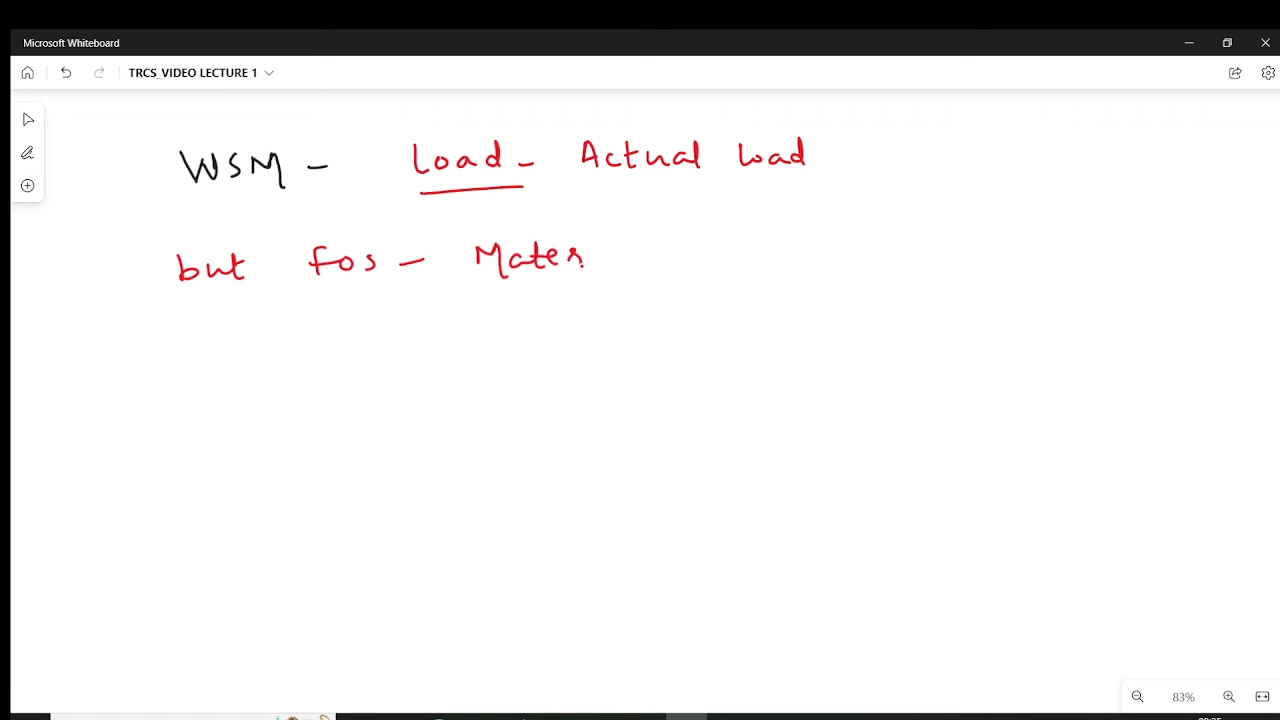 Microsoft Whiteboard
TRCS_VIDEO LECTURE 1
WSM - Load - Actual load
but fos - Mater
83%